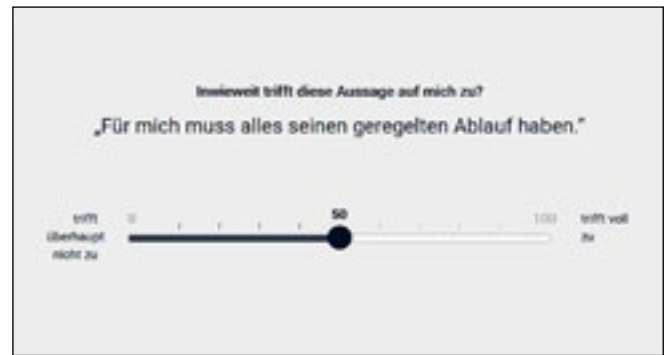 Inwieweit trifft diese Aussage auf mich zu?
„Für mich muss alles seinen geregelten Ablauf haben.“
0 50 100
trifft
überhaupt
nicht zu
trifft voll
zu